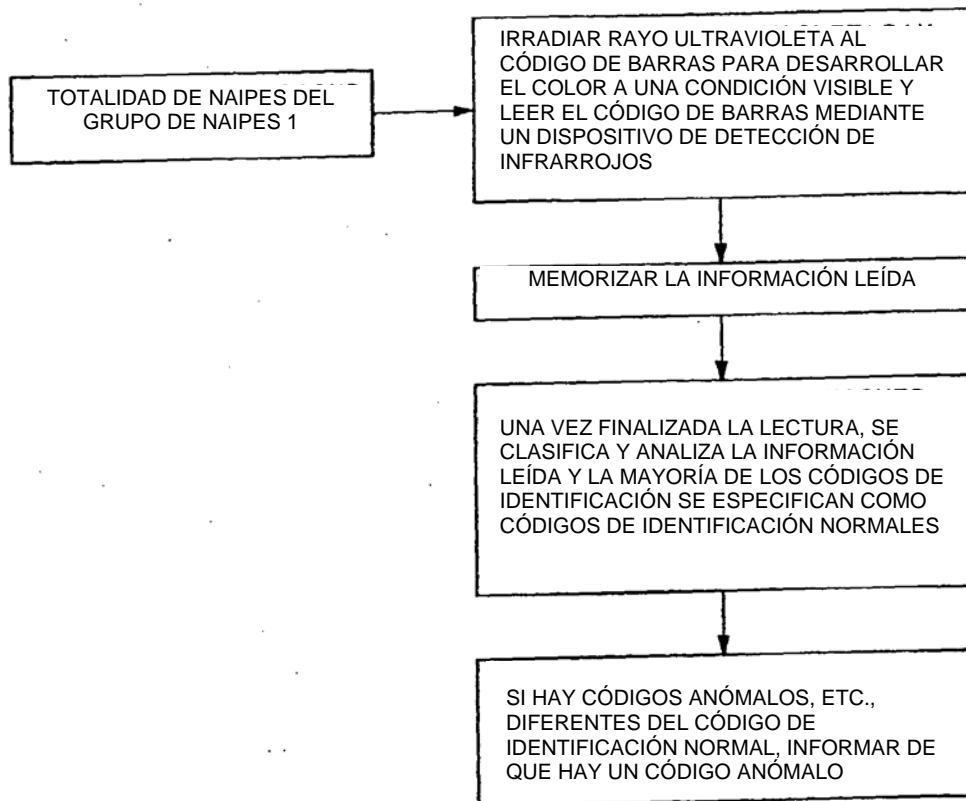 TOTALIDAD DE NAIPES DEL
GRUPO DE NAIPES 1
IRRADIAR RAYO ULTRAVIOLETA AL
CÓDIGO DE BARRAS PARA DESARROLLAR
EL COLOR A UNA CONDICIÓN VISIBLE Y
LEER EL CÓDIGO DE BARRAS MEDIANTE
UN DISPOSITIVO DE DETECCIÓN DE
INFRARROJOS
MEMORIZAR LA INFORMACIÓN LEÍDA
UNA VEZ FINALIZADA LA LECTURA, SE
CLASIFICA Y ANALIZA LA INFORMACIÓN
LEÍDA Y LA MAYORÍA DE LOS CÓDIGOS DE
IDENTIFICACIÓN SE ESPECIFICAN COMO
CÓDIGOS DE IDENTIFICACIÓN NORMALES
SI HAY CÓDIGOS ANÓMALOS, ETC.,
DIFERENTES DEL CÓDIGO DE
IDENTIFICACIÓN NORMAL, INFORMAR DE
QUE HAY UN CÓDIGO ANÓMALO